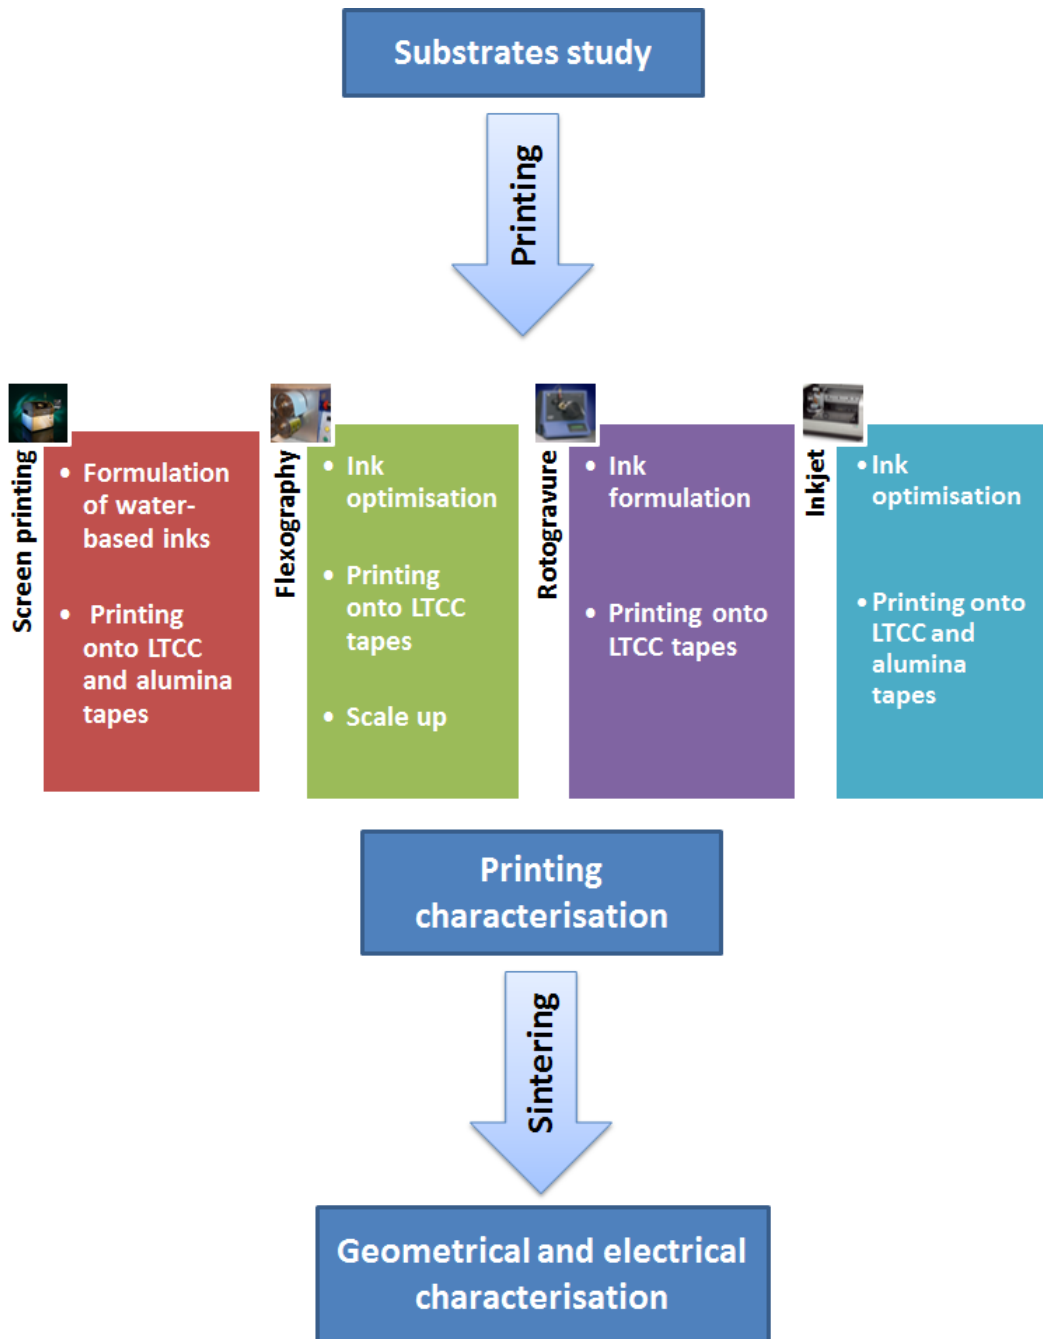 Substrates study
Printing
Screen printing
• Formulation
of water-
based inks
• Printing
onto LTCC
and alumina
tapes
Flexography
• Ink
optimisation
• Printing
onto LTCC
tapes
• Scale up
Rotogravure
• Ink
formulation
• Printing onto
LTCC tapes
Inkjet
• Ink
optimisation
• Printing onto
LTCC and
alumina
tapes
Printing
characterisation
Sintering
Geometrical and electrical
characterisation